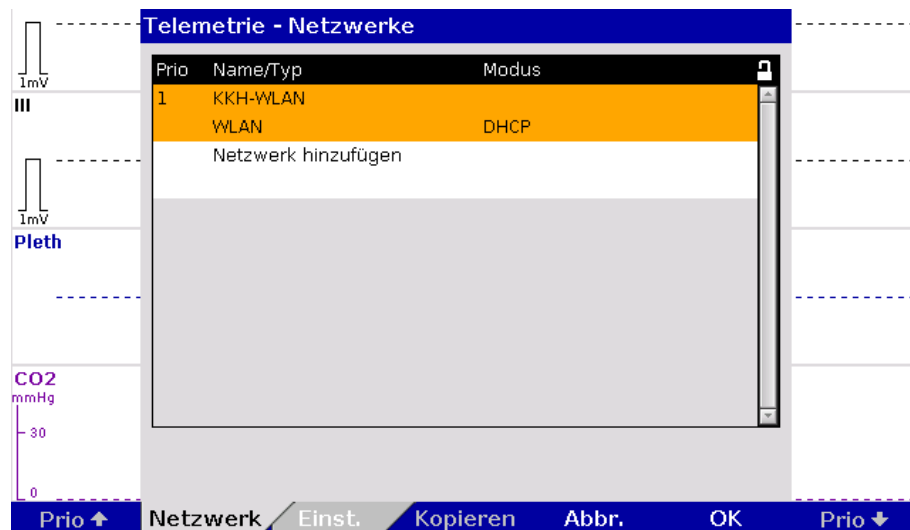 Telemetrie - Netzwerke
Prio Name/Typ Modus
1mV
1 KKH-WLAN
III
WLAN DHCP
Netzwerk hinzufügen
1mV
Pleth
CO2
mmHg
30
0
Prio Netzwerk Einst. Kopieren Abbr. OK Prio